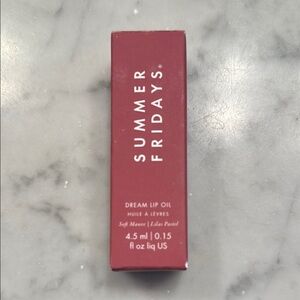 SUMMER
FRIDAYS®
DREAM LIP OIL
HUILE À LÈVRES
Soft Mauve | Lilas Pastel
4.5 ml | 0.15
fl oz liq US